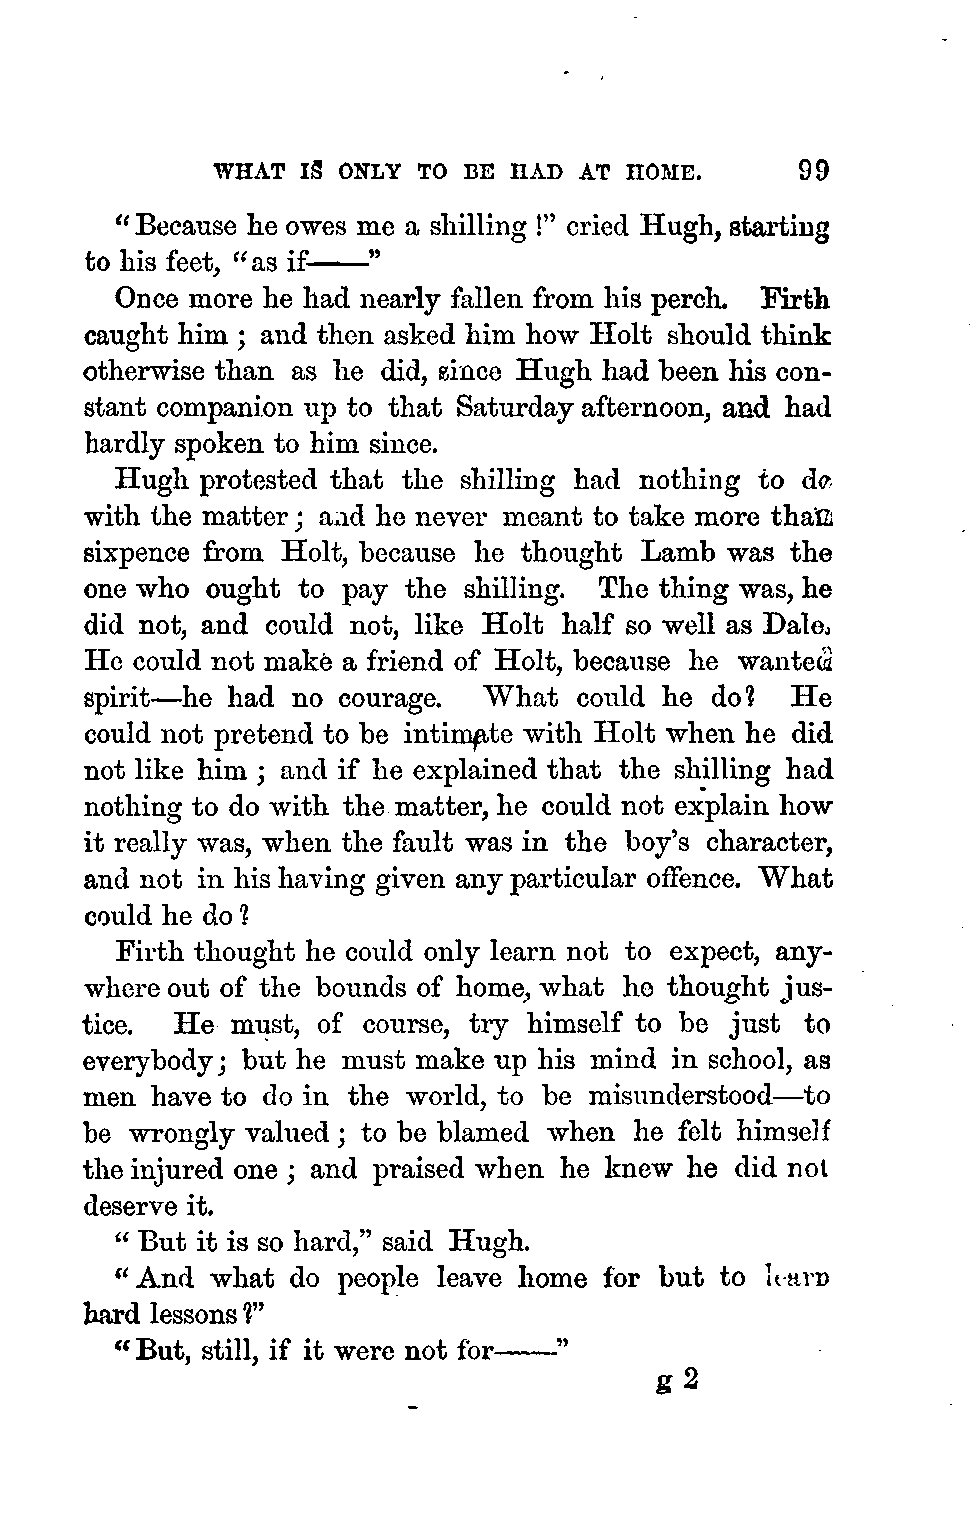 WHAT IS ONLY TO BE HAD AT HOME. 99
“Because he owes me a shilling!” cried Hugh, starting
to his feet, “as if——”
Once more he had nearly fallen from his perch. Firth
caught him; and then asked him how Holt should think
otherwise than as he did, since Hugh had been his con-
stant companion up to that Saturday afternoon, and had
hardly spoken to him since.
Hugh protested that the shilling had nothing to do
with the matter; and he never meant to take more than
sixpence from Holt, because he thought Lamb was the
one who ought to pay the shilling. The thing was, he
did not, and could not, like Holt half so well as Dale.
He could not make a friend of Holt, because he wanted
spirit—he had no courage. What could he do? He
could not pretend to be intimate with Holt when he did
not like him; and if he explained that the shilling had
nothing to do with the matter, he could not explain how
it really was, when the fault was in the boy’s character,
and not in his having given any particular offence. What
could he do?
Firth thought he could only learn not to expect, any-
where out of the bounds of home, what he thought jus-
tice. He must, of course, try himself to be just to
everybody; but he must make up his mind in school, as
men have to do in the world, to be misunderstood—to
be wrongly valued; to be blamed when he felt himself
the injured one; and praised when he knew he did not
deserve it.
“But it is so hard,” said Hugh.
“And what do people leave home for but to learn
hard lessons?”
“But, still, if it were not for——”
g 2